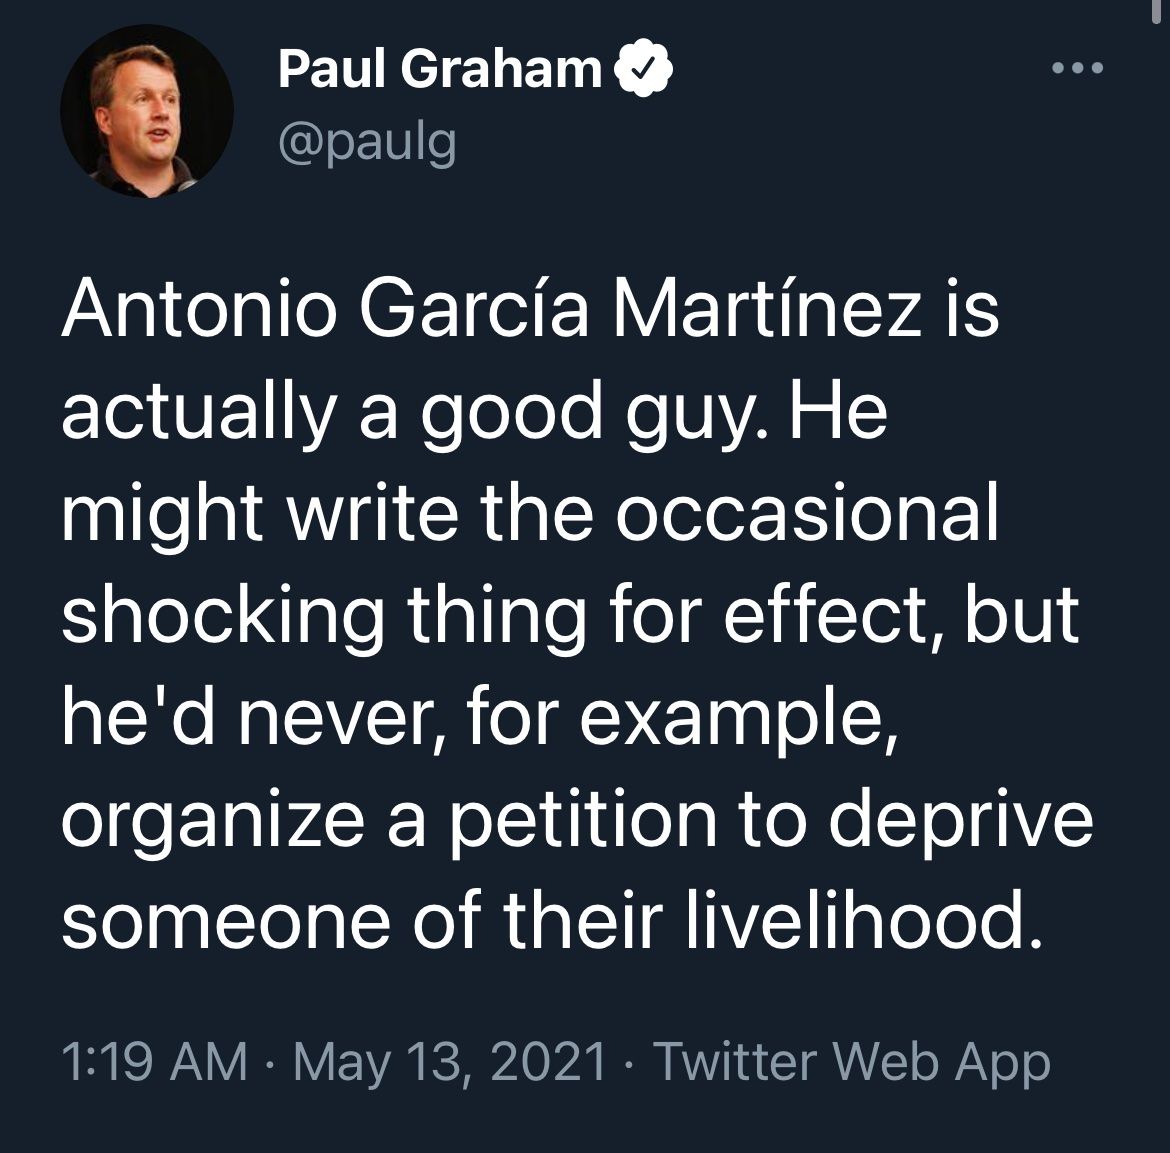 Paul Graham
@paulg
Antonio García Martínez is
actually a good guy. He
might write the occasional
shocking thing for effect, but
he'd never, for example,
organize a petition to deprive
someone of their livelihood.
1:19 AM · May 13, 2021 · Twitter Web App